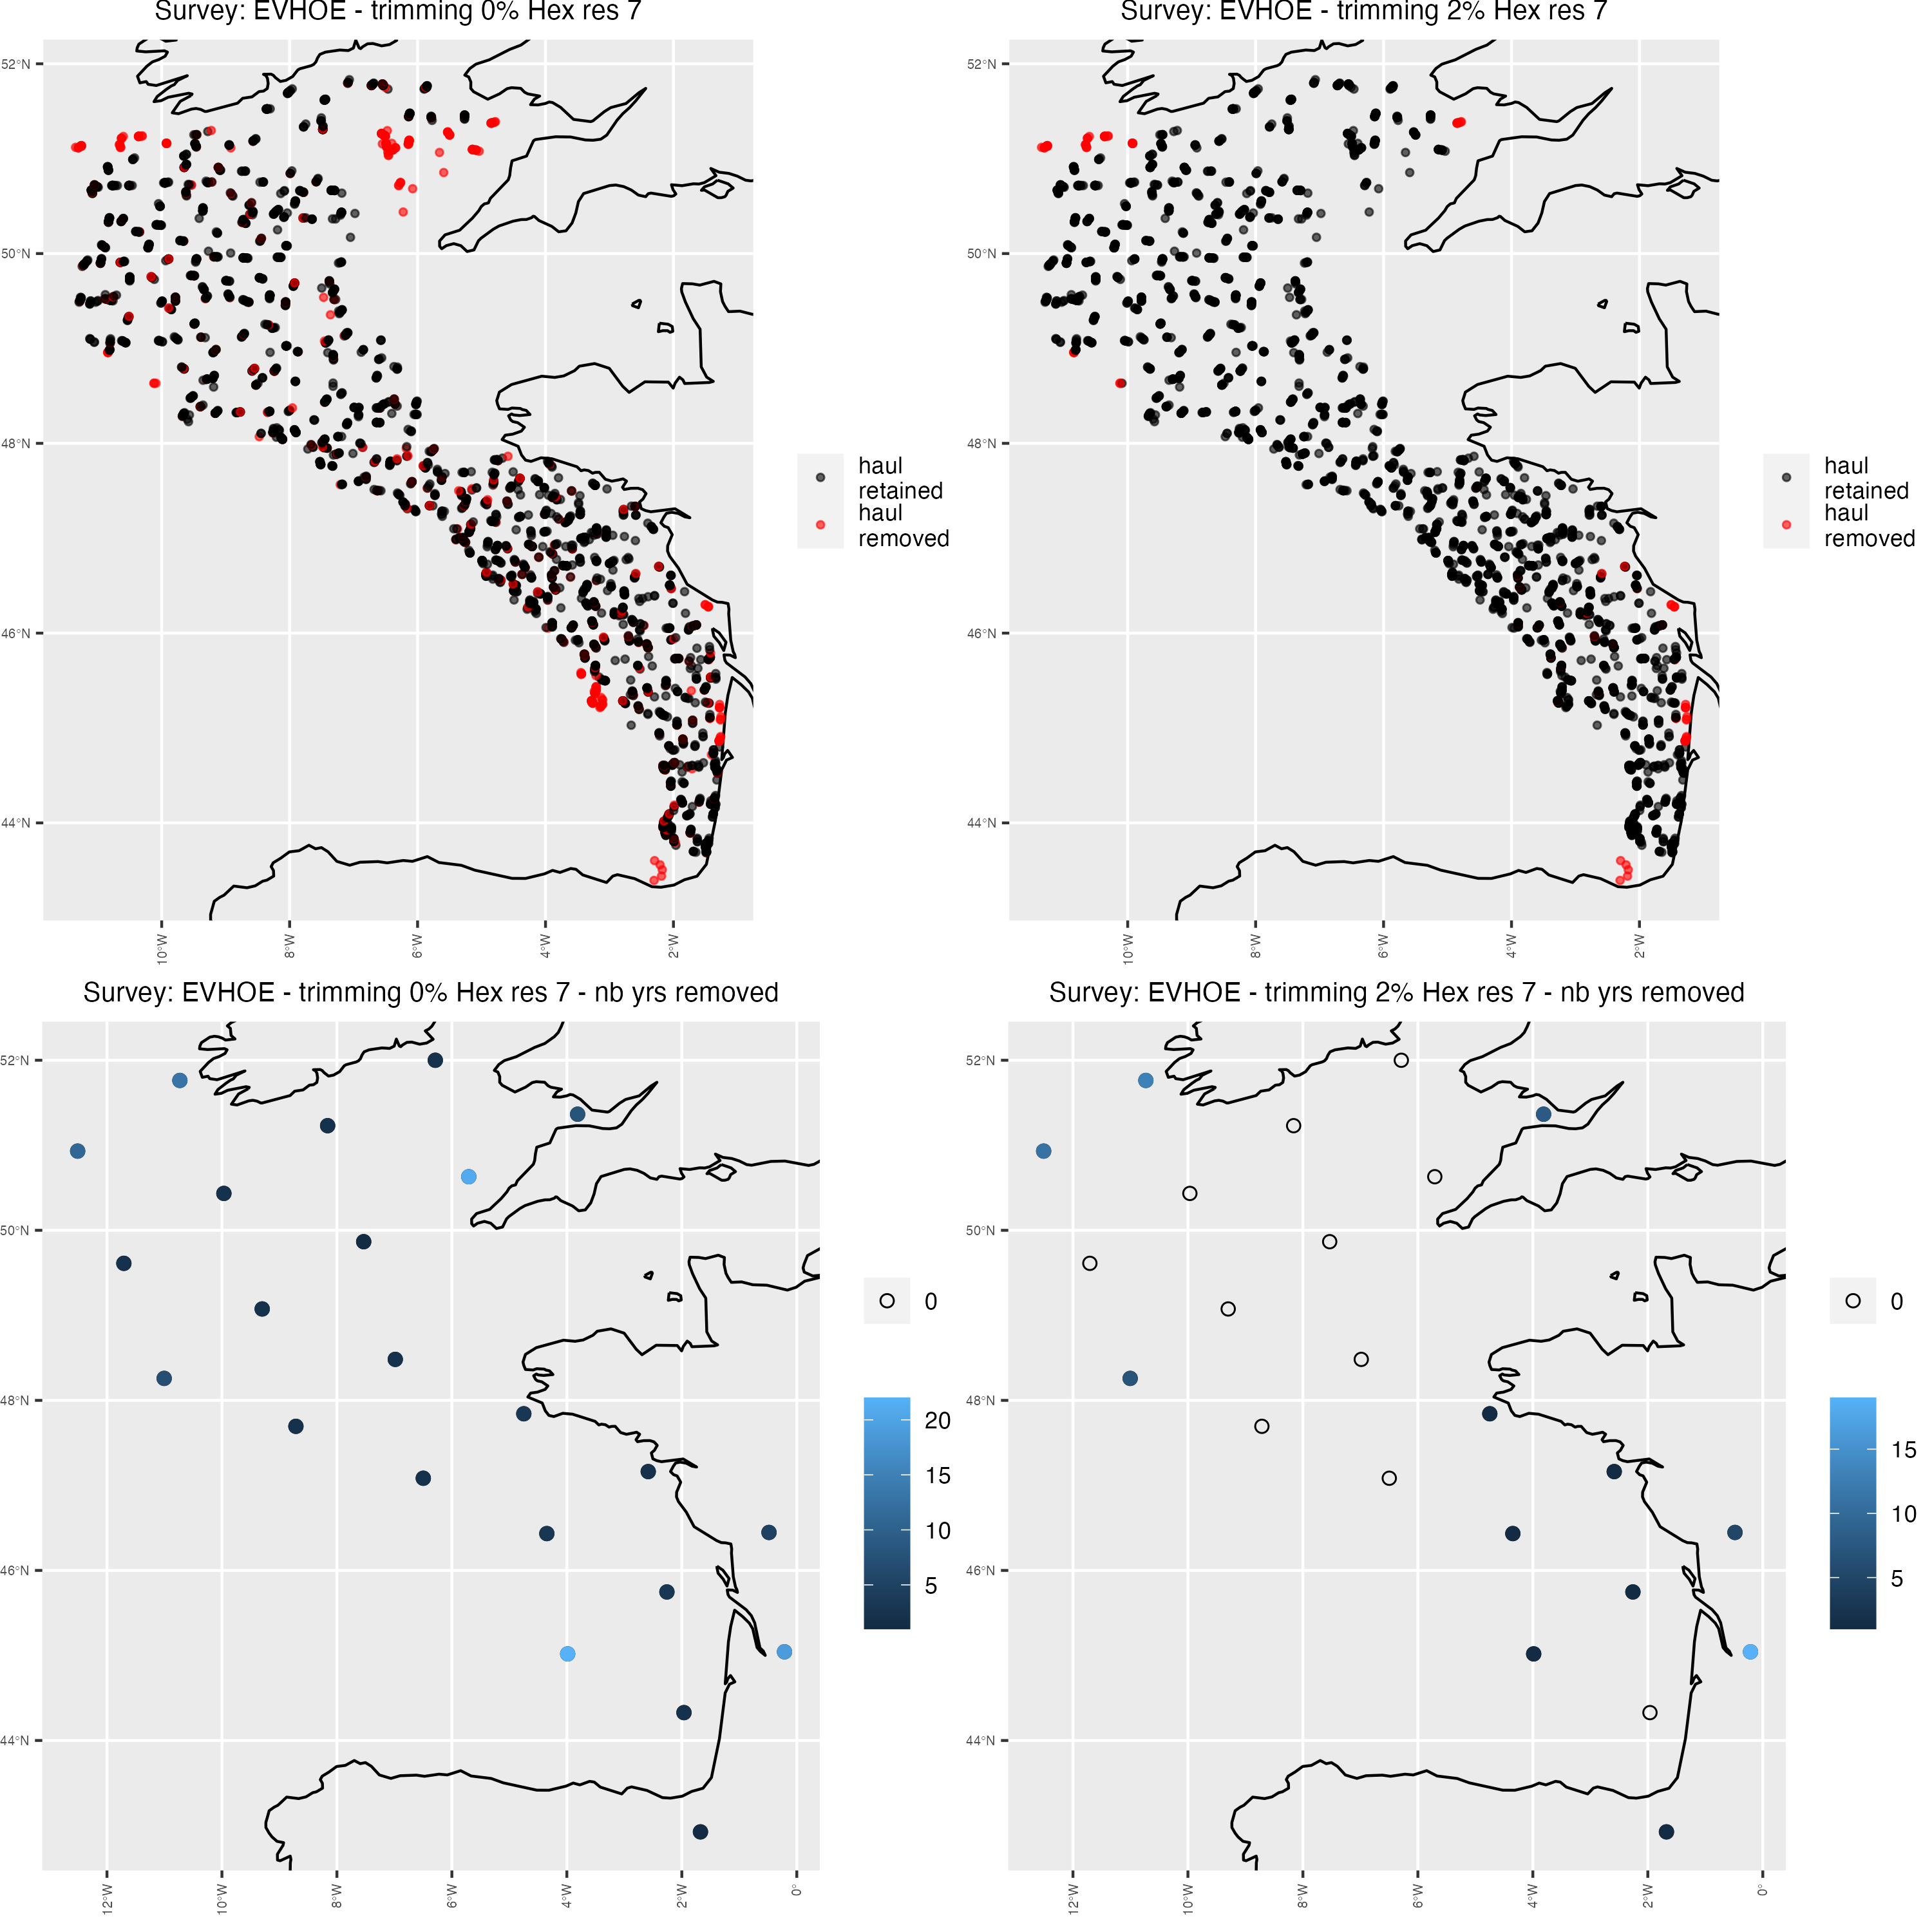 Survey: EVHOE - trimming 0% Hex res 7
52°N
50°N
48°N
46°N
44°N
10°W
8°W
6°W
4°W
2°W
haul
retained
haul
removed
Survey: EVHOE - trimming 2% Hex res 7
52°N
50°N
48°N
46°N
44°N
10°W
8°W
6°W
4°W
2°W
haul
retained
haul
removed
Survey: EVHOE - trimming 0% Hex res 7 - nb yrs removed
52°N
50°N
48°N
46°N
44°N
12°W
10°W
8°W
6°W
4°W
2°W
0°
0
20
15
10
5
Survey: EVHOE - trimming 2% Hex res 7 - nb yrs removed
52°N
50°N
48°N
46°N
44°N
12°W
10°W
8°W
6°W
4°W
2°W
0°
0
15
10
5